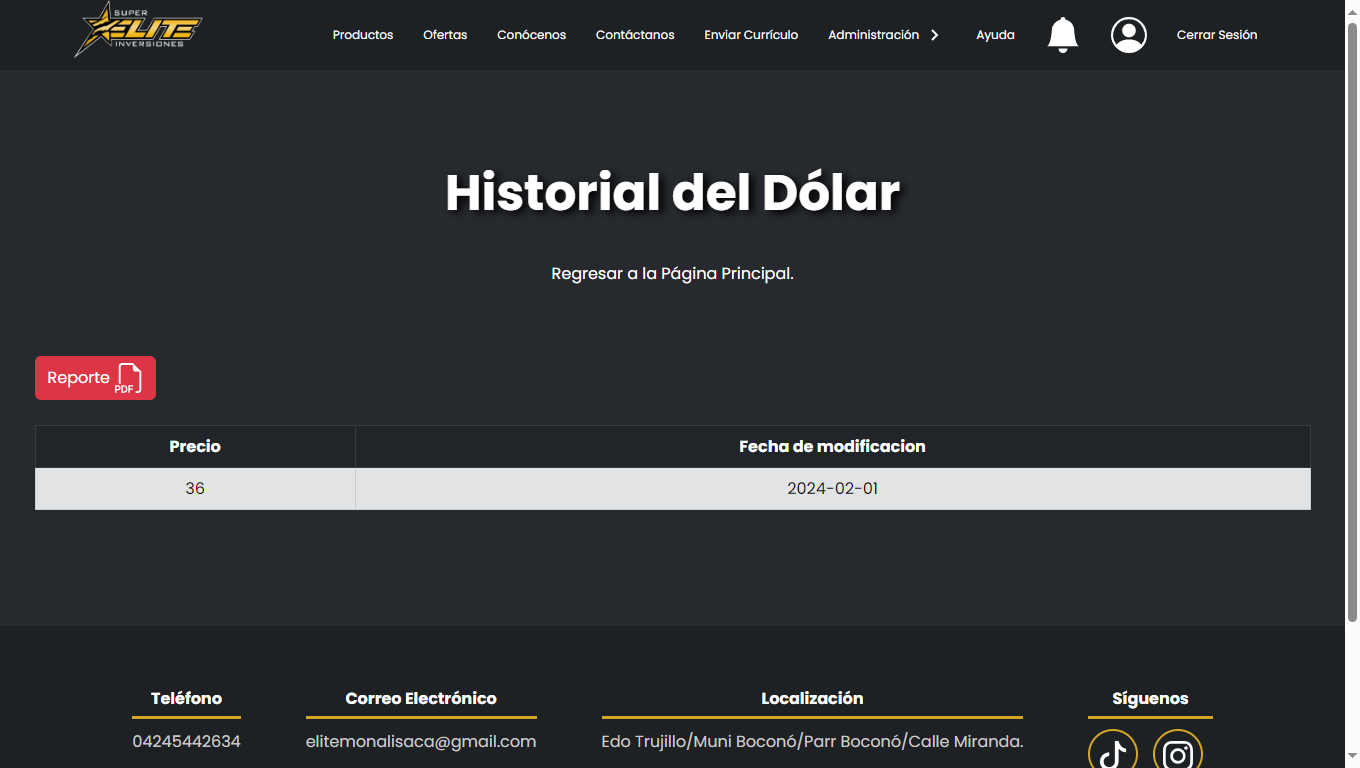 SUPER
ELITE
INVERSIONES
Productos Ofertas Conócenos Contáctanos Enviar Currículo Administración Ayuda Cerrar Sesión
Historial del Dólar
Regresar a la Página Principal.
Reporte PDF
Precio Fecha de modificacion
36 2024-02-01
Teléfono Correo Electrónico Localización Síguenos
04245442634 elitemonalisaca@gmail.com Edo Trujillo/Muni Boconó/Parr Boconó/Calle Miranda.